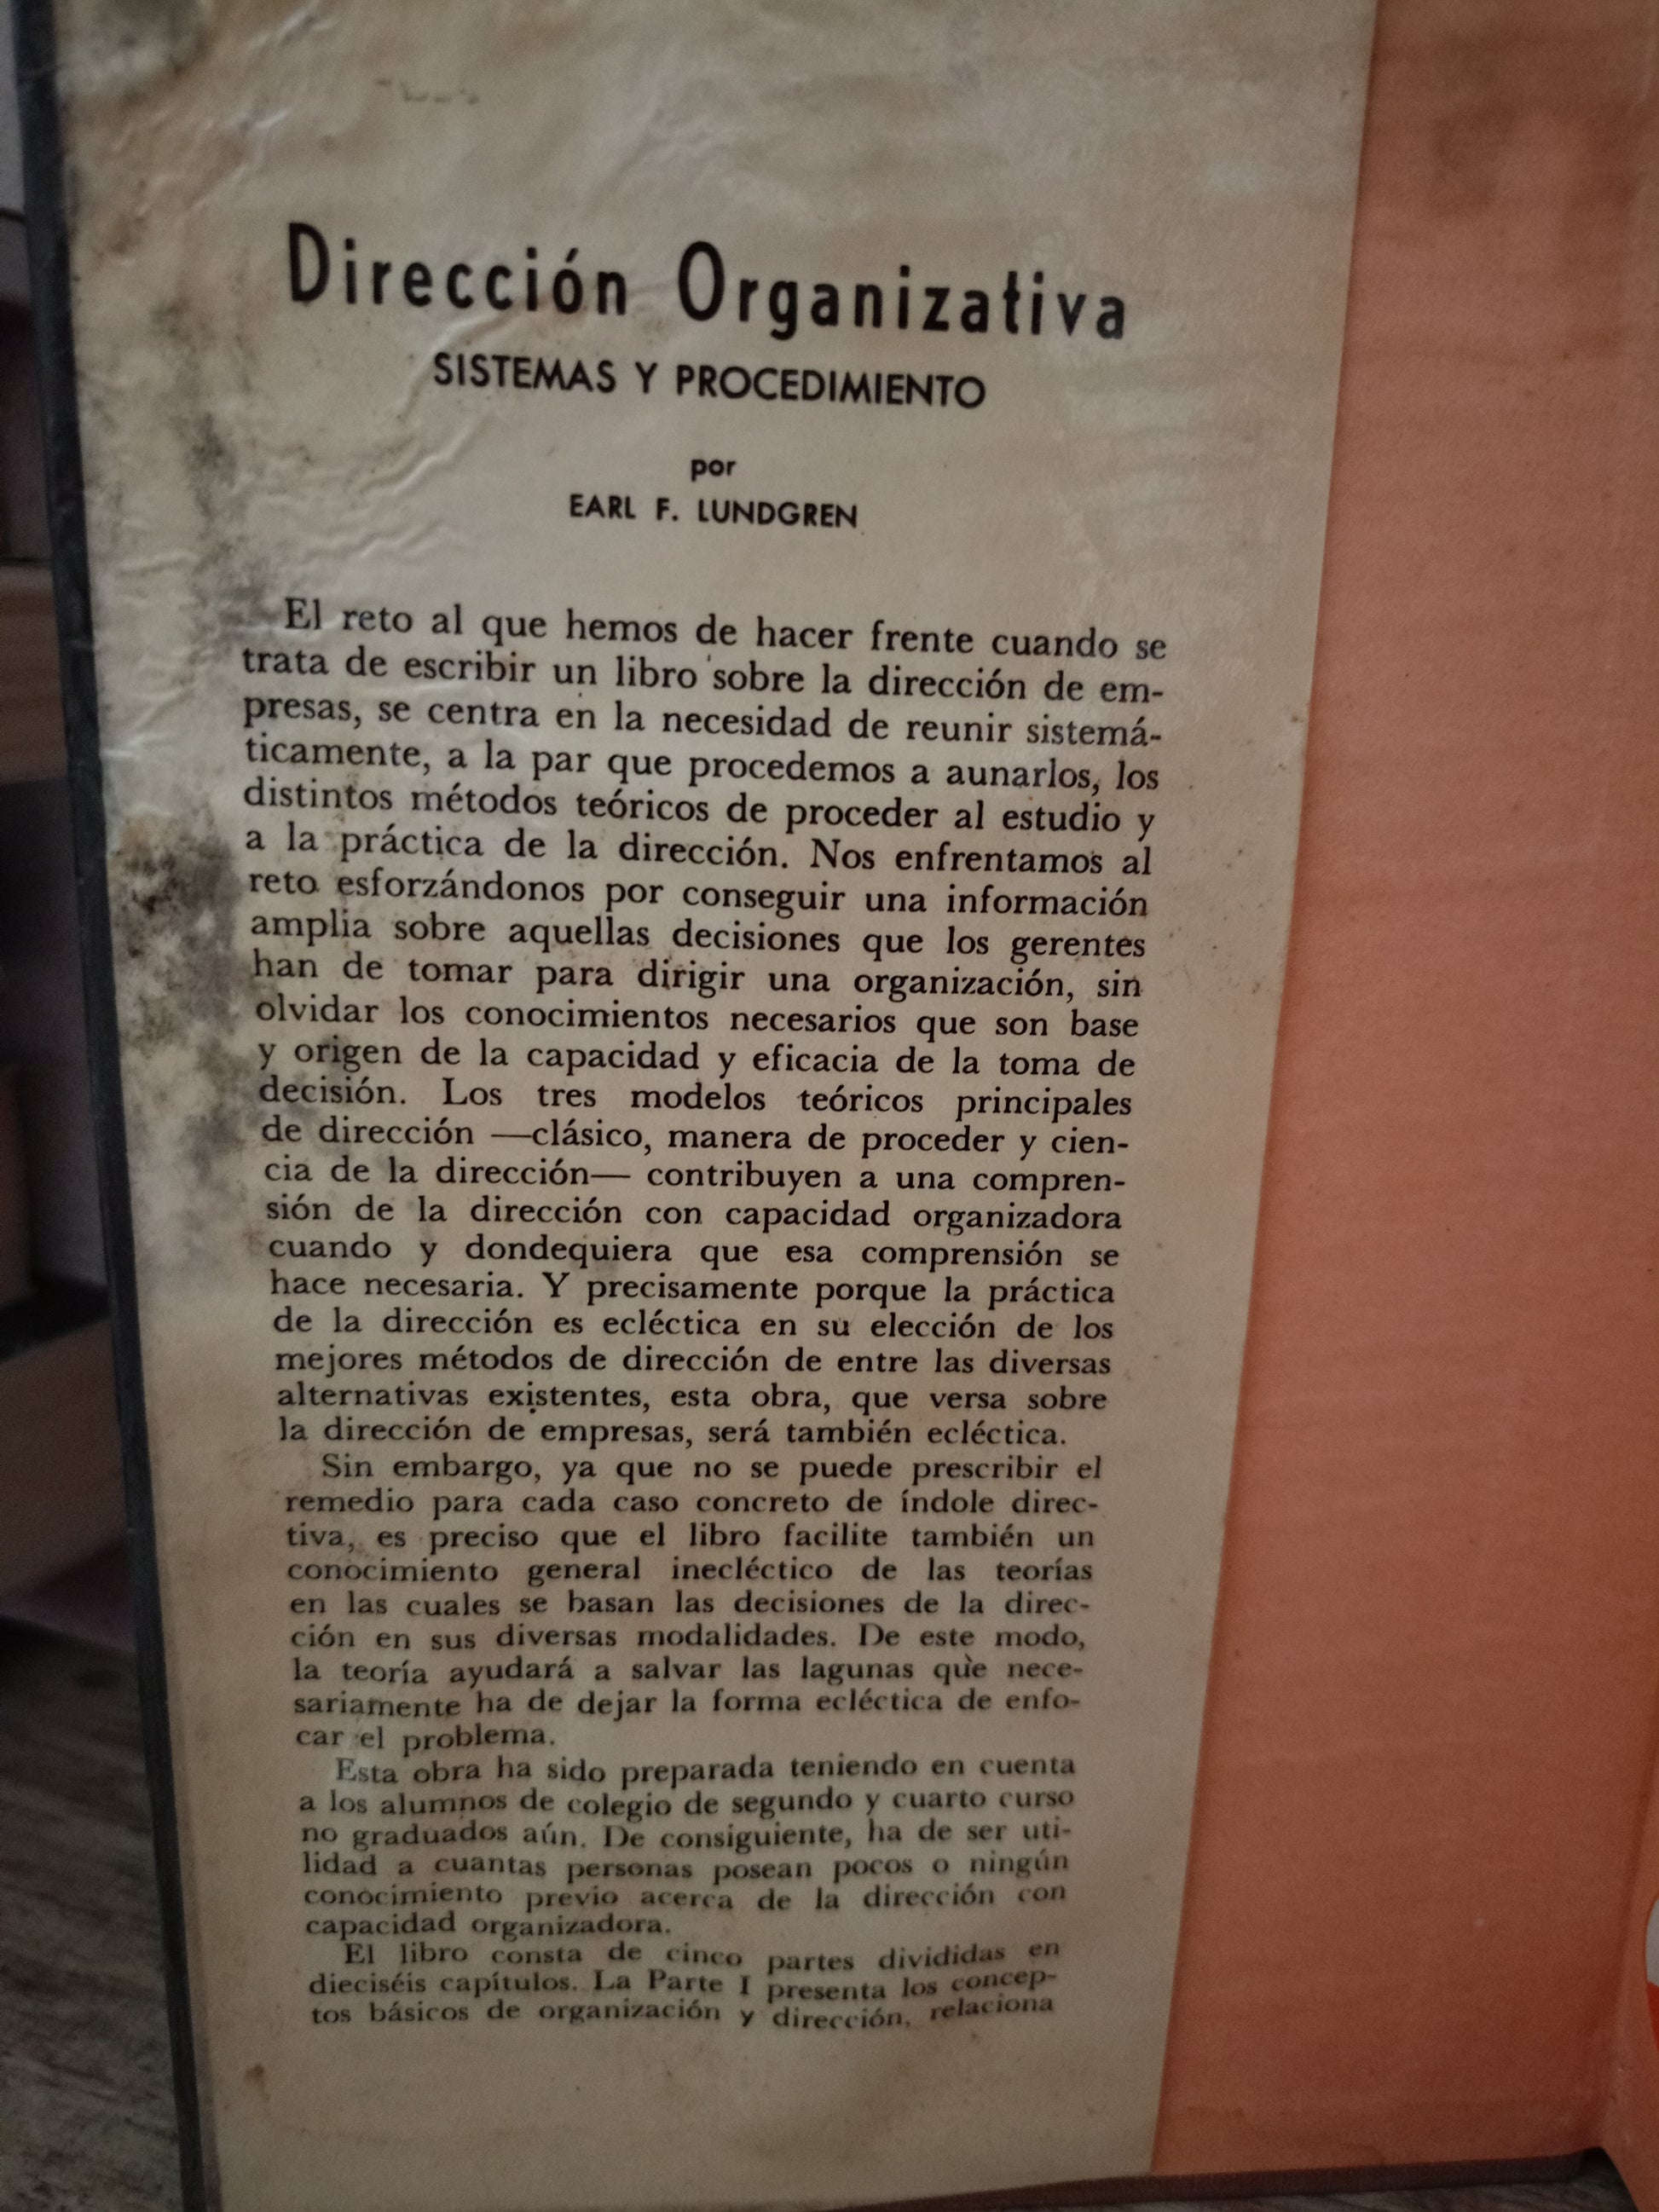 Dirección Organizativa
SISTEMAS Y PROCEDIMIENTO
por
EARL F. LUNDGREN
El reto al que hemos de hacer frente cuando se
trata de escribir un libro sobre la dirección de em-
presas, se centra en la necesidad de reunir sistemá-
ticamente, a la par que procedemos a aunarlos, los
distintos métodos teóricos de proceder al estudio y
a la práctica de la dirección. Nos enfrentamos al
reto esforzándonos por conseguir una información
amplia sobre aquellas decisiones que los gerentes
han de tomar para dirigir una organización, sin
olvidar los conocimientos necesarios que son base
y origen de la capacidad y eficacia de la toma de
decisión. Los tres modelos teóricos principales
de dirección —clásico, manera de proceder y cien-
cia de la dirección— contribuyen a una compren-
sión de la dirección con capacidad organizadora
cuando y dondequiera que esa comprensión se
hace necesaria. Y precisamente porque la práctica
de la dirección es ecléctica en su elección de los
mejores métodos de dirección de entre las diversas
alternativas existentes, esta obra, que versa sobre
la dirección de empresas, será también ecléctica.
Sin embargo, ya que no se puede prescribir el
remedio para cada caso concreto de índole direc-
tiva, es preciso que el libro facilite también un
conocimiento general inecléctico de las teorías
en las cuales se basan las decisiones de la direc-
ción en sus diversas modalidades. De este modo,
la teoría ayudará a salvar las lagunas que nece-
sariamente ha de dejar la forma ecléctica de enfo-
car el problema.
Esta obra ha sido preparada teniendo en cuenta
a los alumnos de colegio de segundo y cuarto curso
no graduados aún. De consiguiente, ha de ser uti-
lidad a cuantas personas posean pocos o ningún
conocimiento previo acerca de la dirección con
capacidad organizadora.
El libro consta de cinco partes divididas en
dieciséis capítulos. La Parte I presenta los concep-
tos básicos de organización y dirección, relaciona